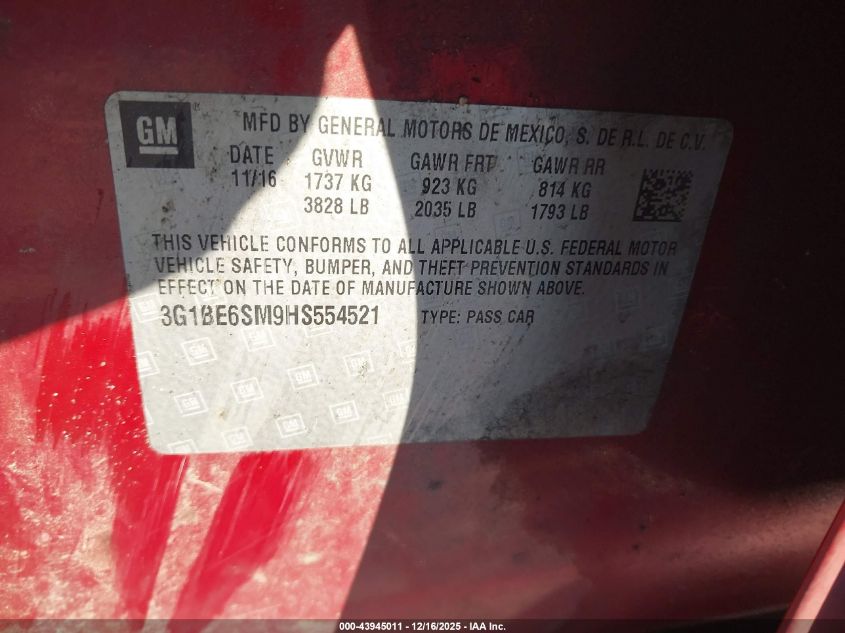 GM ® MFD BY GENERAL MOTORS DE MEXICO, S. DE R.L. DE C.V.
DATE GVWR GAWR FRT GAWR RR
11/16 1737 KG 923 KG 814 KG
3828 LB 2035 LB 1793 LB
THIS VEHICLE CONFORMS TO ALL APPLICABLE U.S. FEDERAL MOTOR
VEHICLE SAFETY, BUMPER, AND THEFT PREVENTION STANDARDS IN
EFFECT ON THE DATE OF MANUFACTURE SHOWN ABOVE.
3G1BE6SM9HS554521 TYPE: PASS CAR
000-43945011 - 12/16/2025 - IAA Inc.